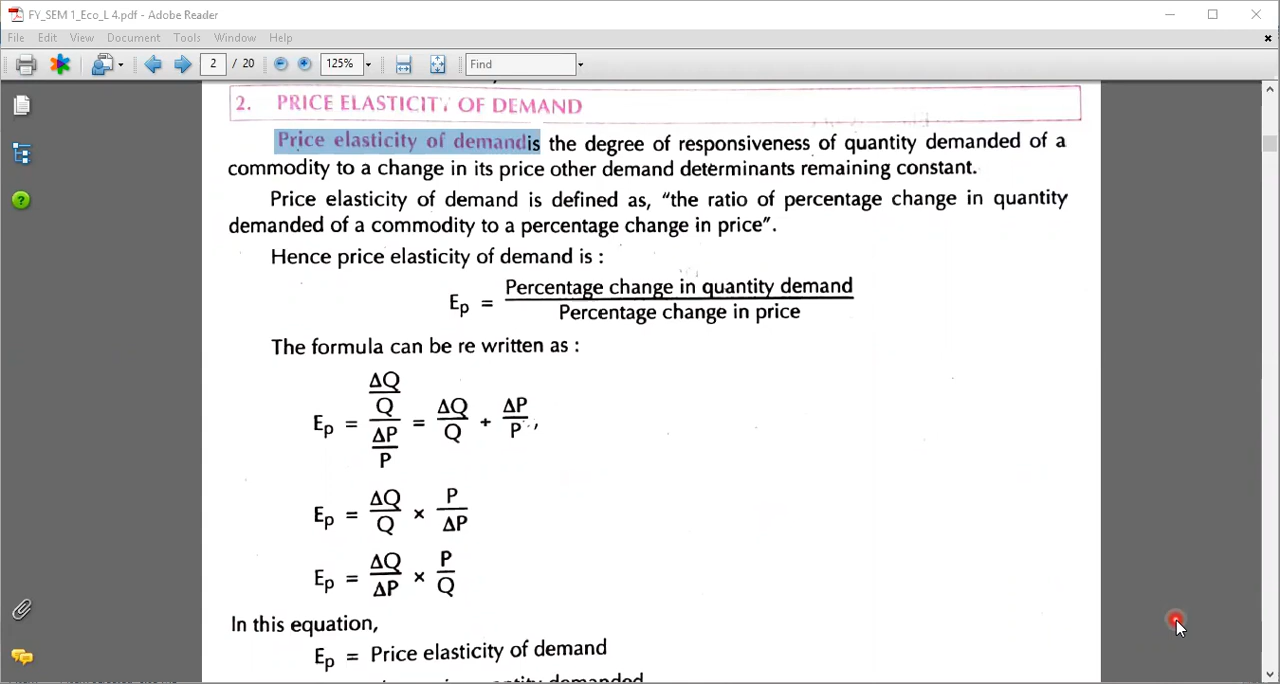 FY_SEM 1_Eco_L 4.pdf - Adobe Reader
File Edit View Document Tools Window Help
2 / 20 125% Find
2. PRICE ELASTICITY OF DEMAND
Price elasticity of demand is the degree of responsiveness of quantity demanded of a
commodity to a change in its price other demand determinants remaining constant.
Price elasticity of demand is defined as, “the ratio of percentage change in quantity
demanded of a commodity to a percentage change in price”.
Hence price elasticity of demand is :
Ep = Percentage change in quantity demand
Percentage change in price
The formula can be re written as :
Ep = ΔQ/Q / ΔP/P = ΔQ/Q + ΔP/P ,
Ep = ΔQ/Q × P/ΔP
Ep = ΔQ/ΔP × P/Q
In this equation,
Ep = Price elasticity of demand
quantity demanded